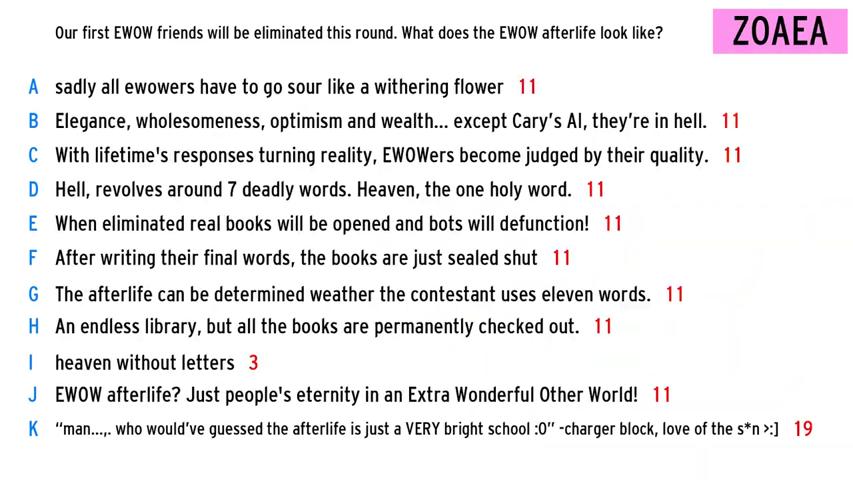 Our first EWOW friends will be eliminated this round. What does the EWOW afterlife look like?
ZOAEA
A sadly all ewowers have to go sour like a withering flower 11
B Elegance, wholesomeness, optimism and wealth... except Cary's AI, they're in hell. 11
C With lifetime's responses turning reality, EWOWers become judged by their quality. 11
D Hell, revolves around 7 deadly words. Heaven, the one holy word. 11
E When eliminated real books will be opened and bots will defunction! 11
F After writing their final words, the books are just sealed shut 11
G The afterlife can be determined weather the contestant uses eleven words. 11
H An endless library, but all the books are permanently checked out. 11
I heaven without letters 3
J EWOW afterlife? Just people's eternity in an Extra Wonderful Other World! 11
K “man...,. who would've guessed the afterlife is just a VERY bright school :0” -charger block, love of the s*n >:] 19